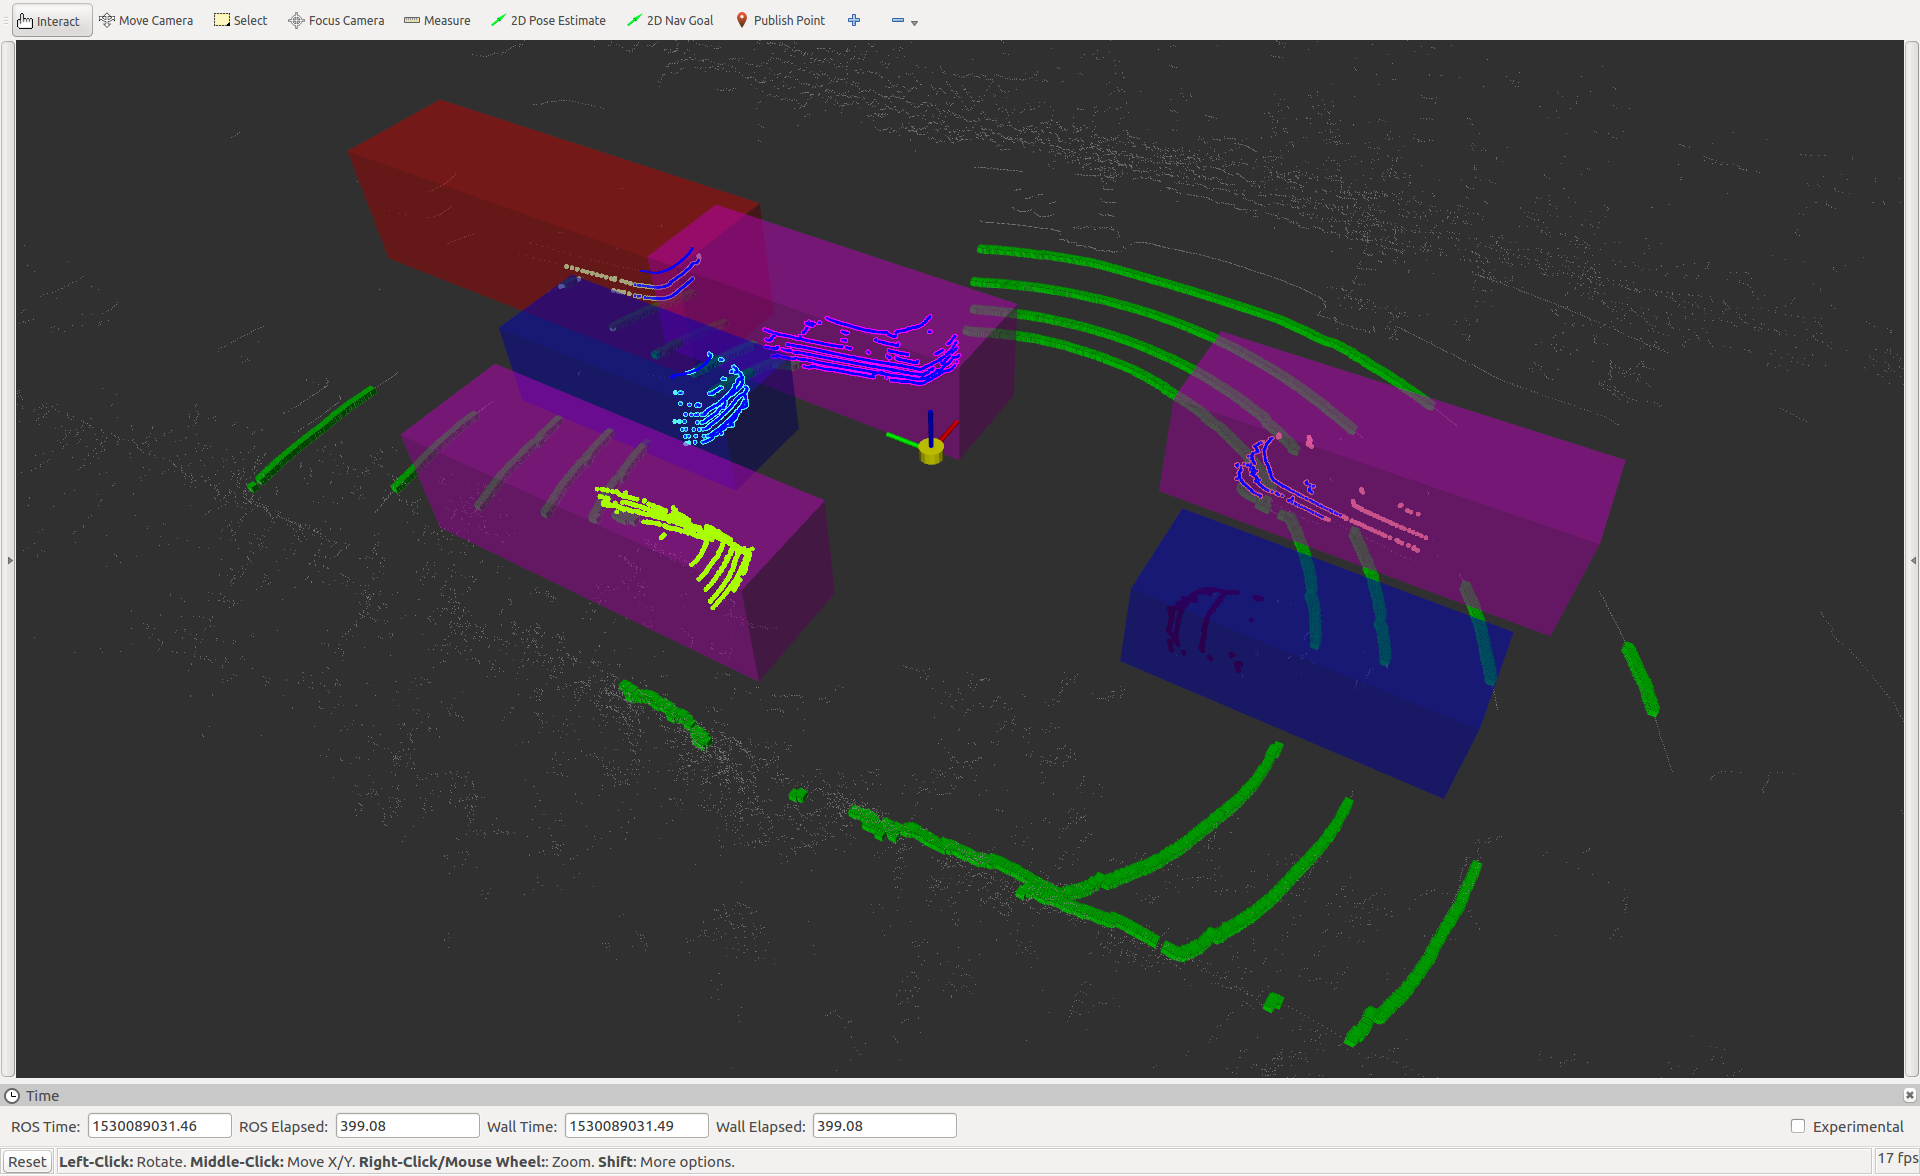 Interact Move Camera Select Focus Camera Measure 2D Pose Estimate 2D Nav Goal Publish Point
Time
ROS Time: 1530089031.46 ROS Elapsed: 399.08 Wall Time: 1530089031.49 Wall Elapsed: 399.08 Experimental
Reset Left-Click: Rotate. Middle-Click: Move X/Y. Right-Click/Mouse Wheel:: Zoom. Shift: More options. 17 fps